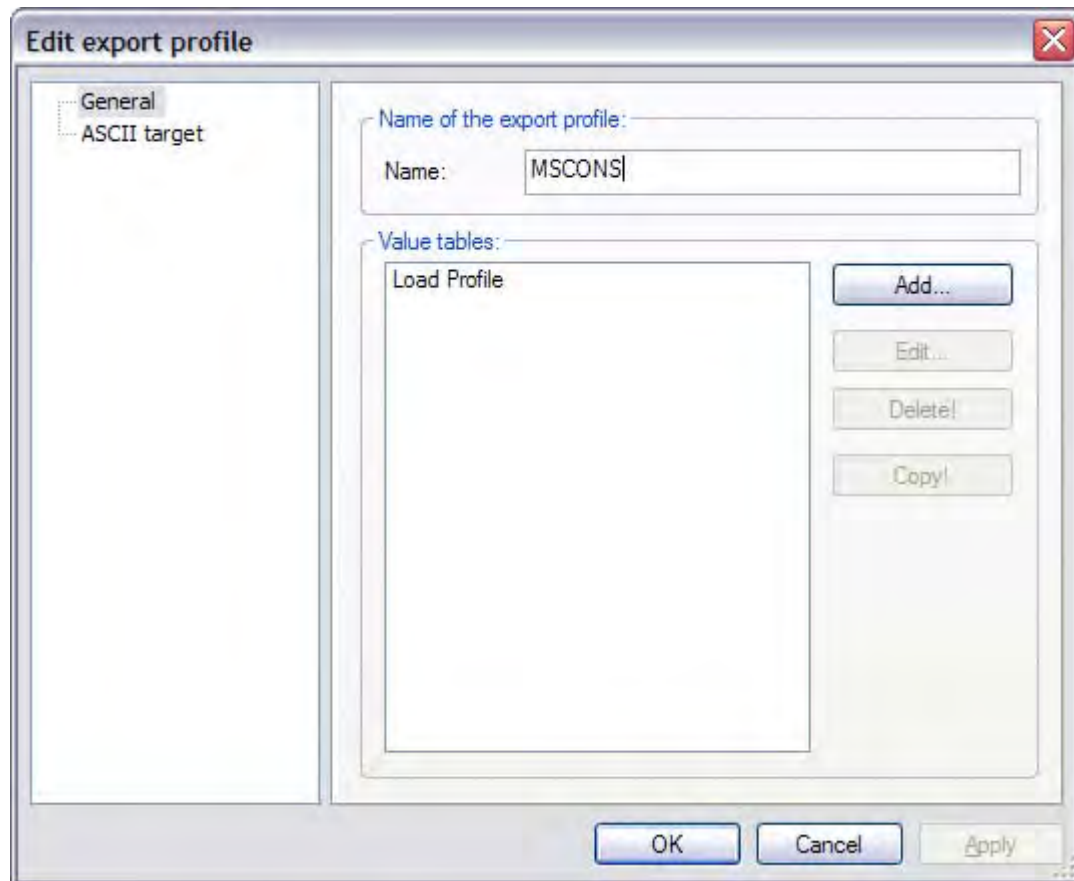 Edit export profile
General
ASCII target
Name of the export profile:
Name: MSCONS
Value tables:
Load Profile
Add...
Edit...
Delete!
Copy!
OK Cancel Apply